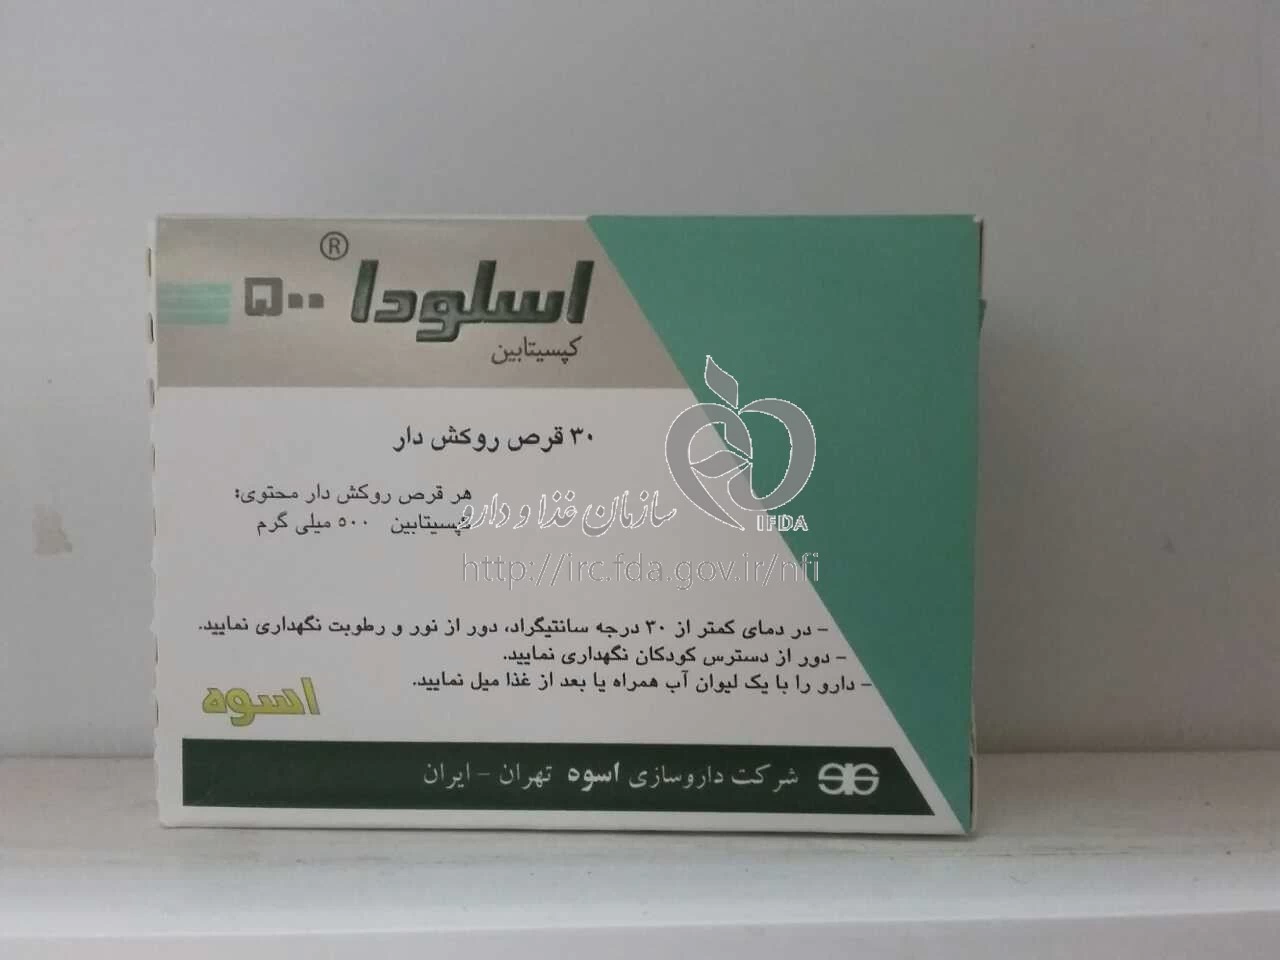 اسلودا® ۵۰۰
کپسیتابین
۳۰ قرص روکش دار
هر قرص روکش دار محتوی:
کپسیتابین ۵۰۰ میلی گرم
سازمان غذا و دارو
IFDA
http://irc.fda.gov.ir/nfi
- در دمای کمتر از ۳۰ درجه سانتیگراد، دور از نور و رطوبت نگهداری نمایید.
- دور از دسترس کودکان نگهداری نمایید.
- دارو را با یک لیوان آب همراه یا بعد از غذا میل نمایید.
اسوه
شرکت داروسازی اسوه تهران - ایران